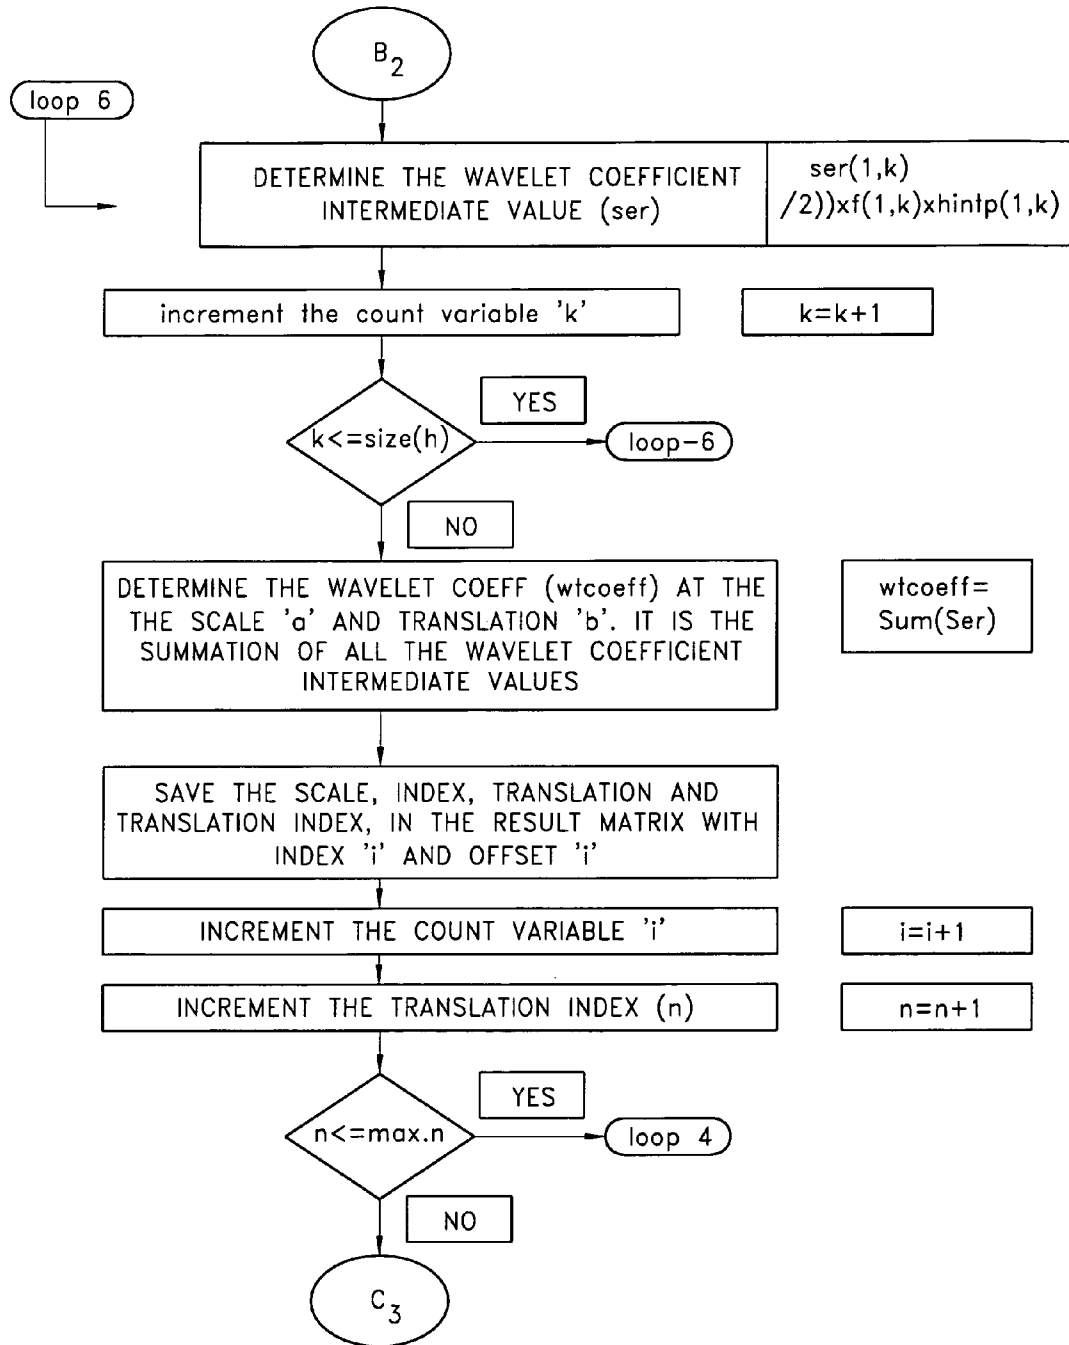 B2
loop 6
DETERMINE THE WAVELET COEFFICIENT
INTERMEDIATE VALUE (ser)
ser(1,k)
/2))xf(1,k)xhintp(1,k)
increment the count variable 'k'
k=k+1
YES
k<=size(h)
loop-6
NO
DETERMINE THE WAVELET COEFF (wtcoeff) AT THE
THE SCALE 'a' AND TRANSLATION 'b'. IT IS THE
SUMMATION OF ALL THE WAVELET COEFFICIENT
INTERMEDIATE VALUES
wtcoeff=
Sum(Ser)
SAVE THE SCALE, INDEX, TRANSLATION AND
TRANSLATION INDEX, IN THE RESULT MATRIX WITH
INDEX 'i' AND OFFSET 'i'
INCREMENT THE COUNT VARIABLE 'i'
i=i+1
INCREMENT THE TRANSLATION INDEX (n)
n=n+1
YES
n<=max.n
loop 4
NO
C3